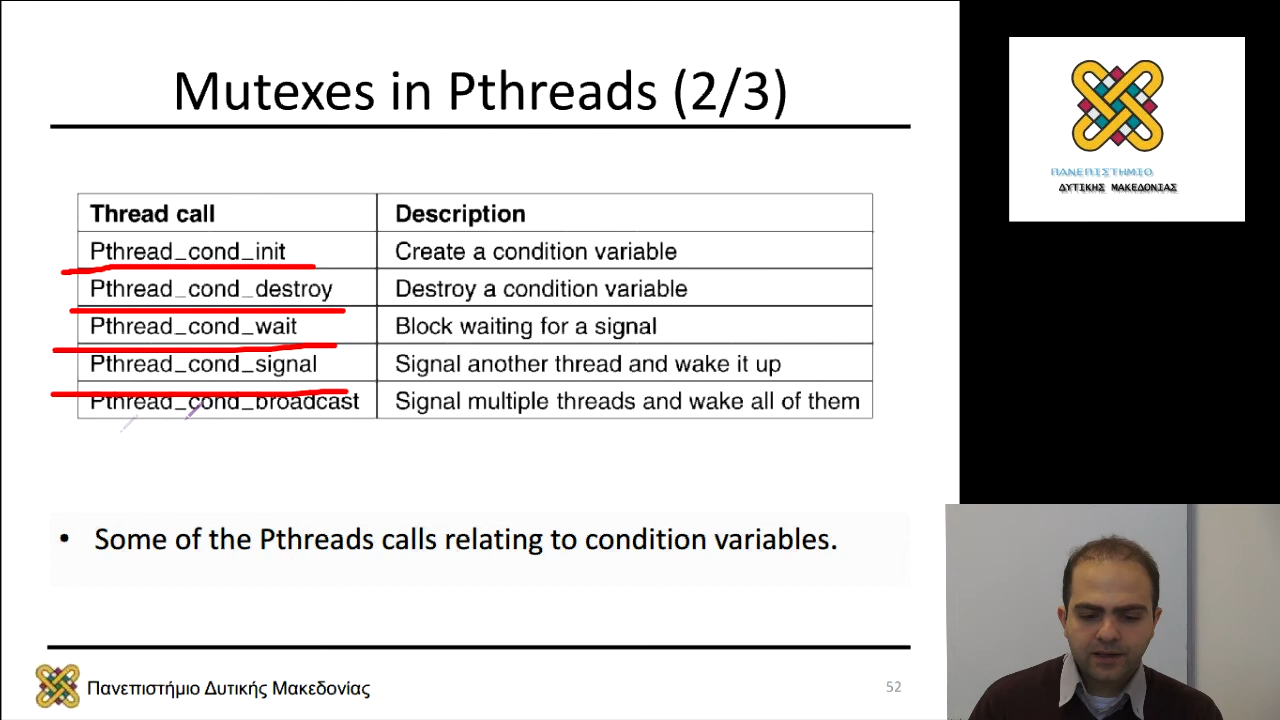 Mutexes in Pthreads (2/3)
Thread call Description
Pthread_cond_init Create a condition variable
Pthread_cond_destroy Destroy a condition variable
Pthread_cond_wait Block waiting for a signal
Pthread_cond_signal Signal another thread and wake it up
Pthread_cond_broadcast Signal multiple threads and wake all of them
• Some of the Pthreads calls relating to condition variables.
Πανεπιστήμιο Δυτικής Μακεδονίας
52
ΠΑΝΕΠΙΣΤΗΜΙΟ
ΔΥΤΙΚΗΣ ΜΑΚΕΔΟΝΙΑΣ